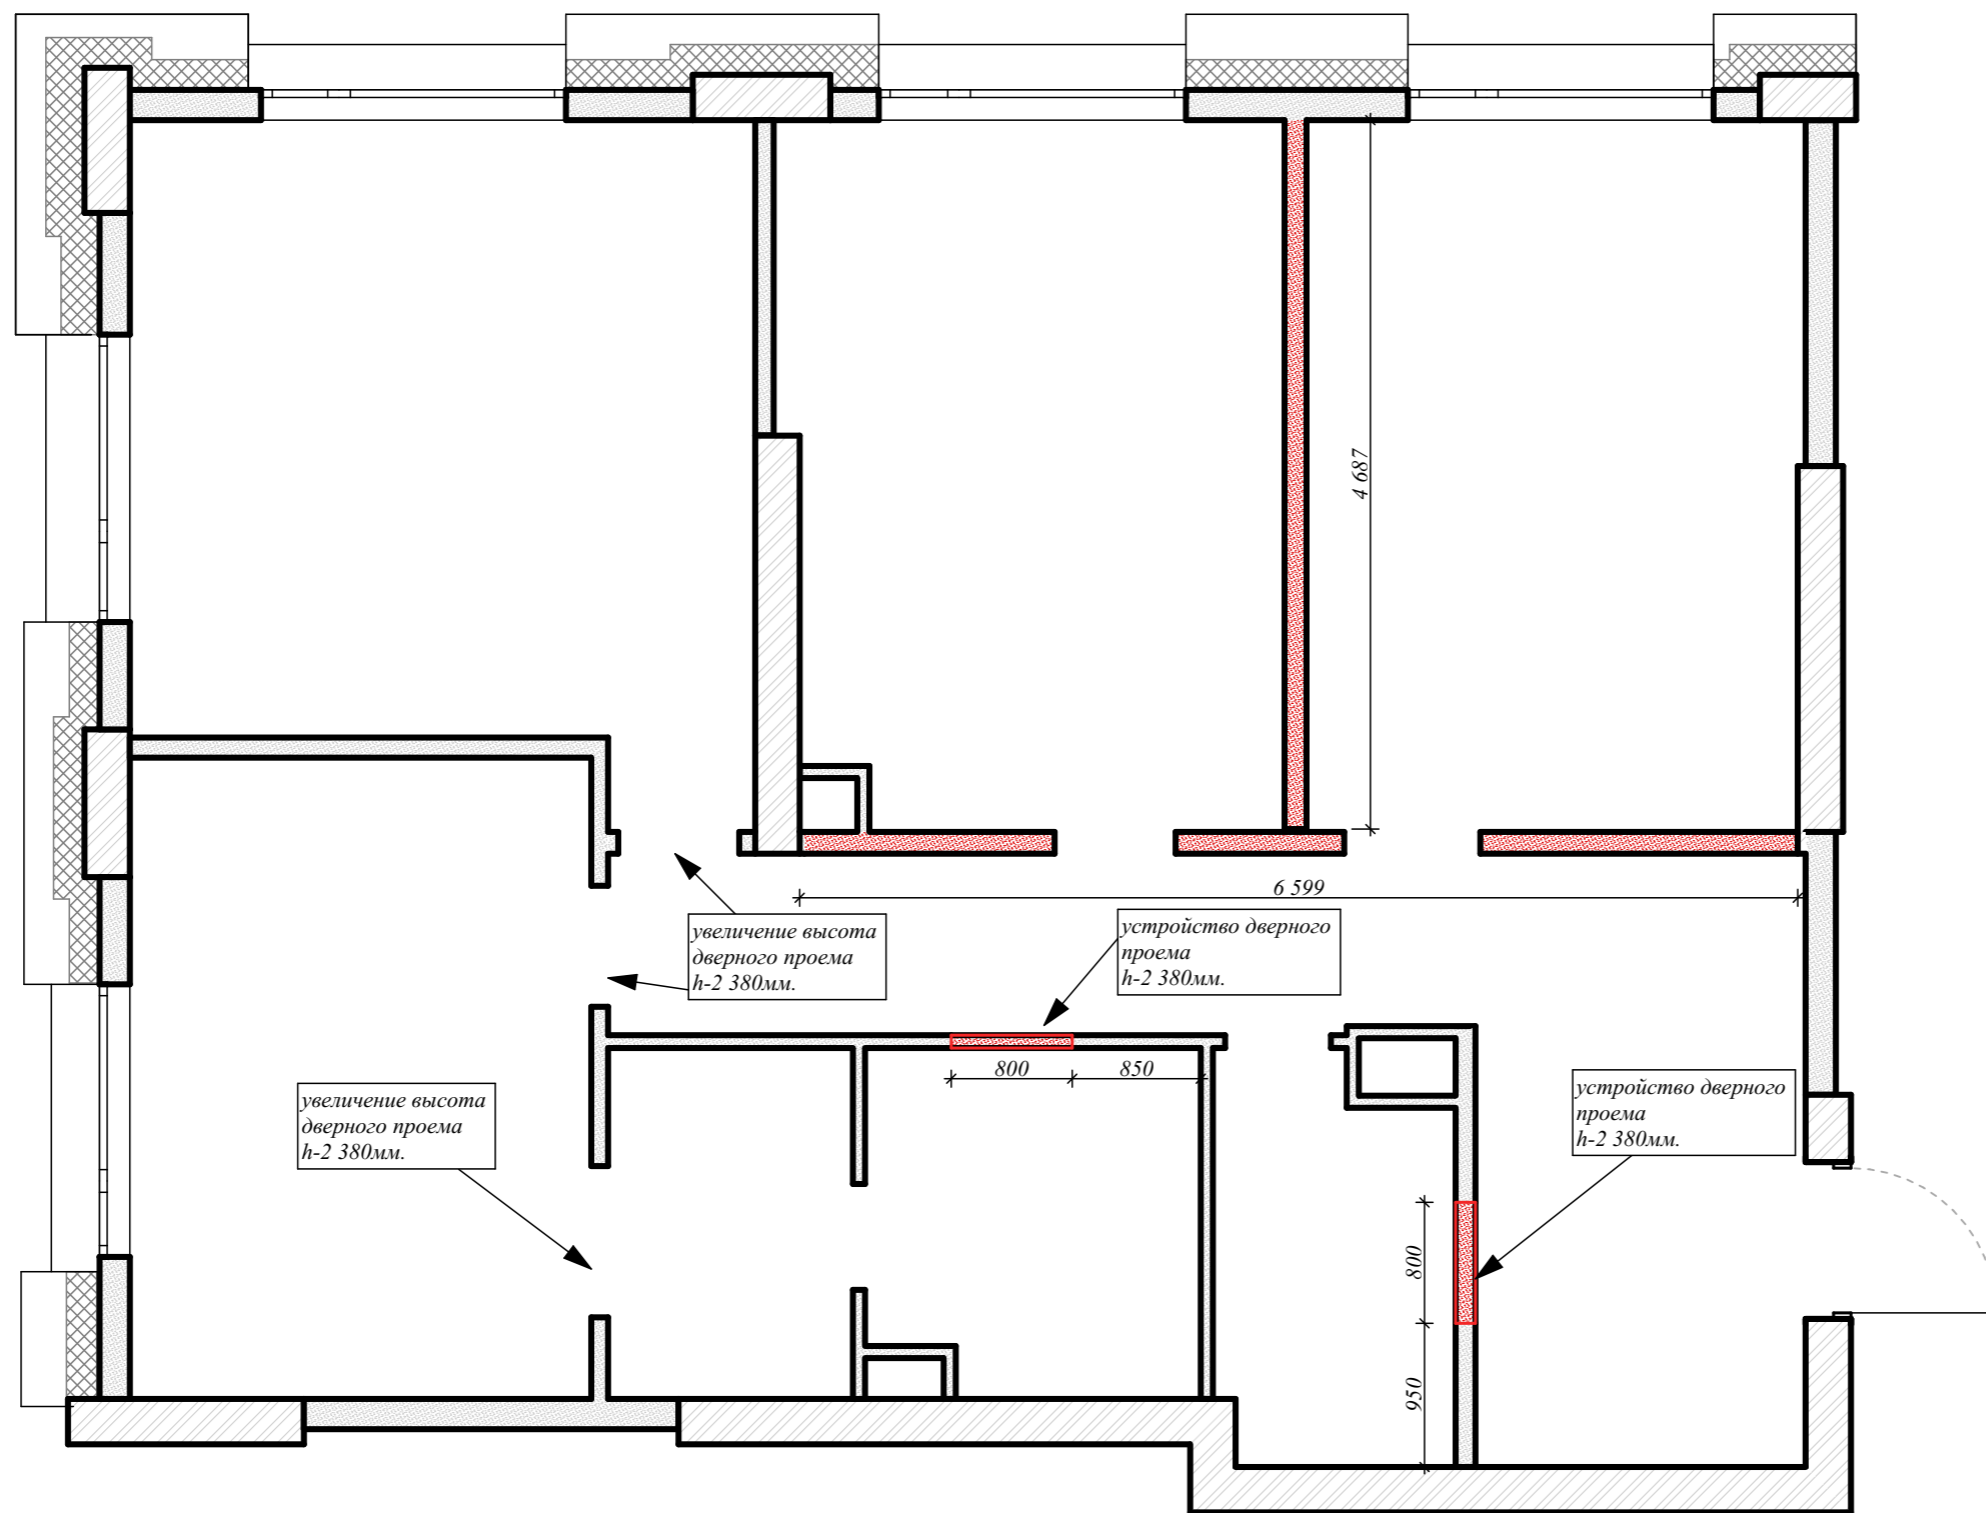 4 687
6 599
увеличение высота
дверного проема
h-2 380мм.
устройство дверного
проема
h-2 380мм.
800
850
увеличение высота
дверного проема
h-2 380мм.
устройство дверного
проема
h-2 380мм.
800
950